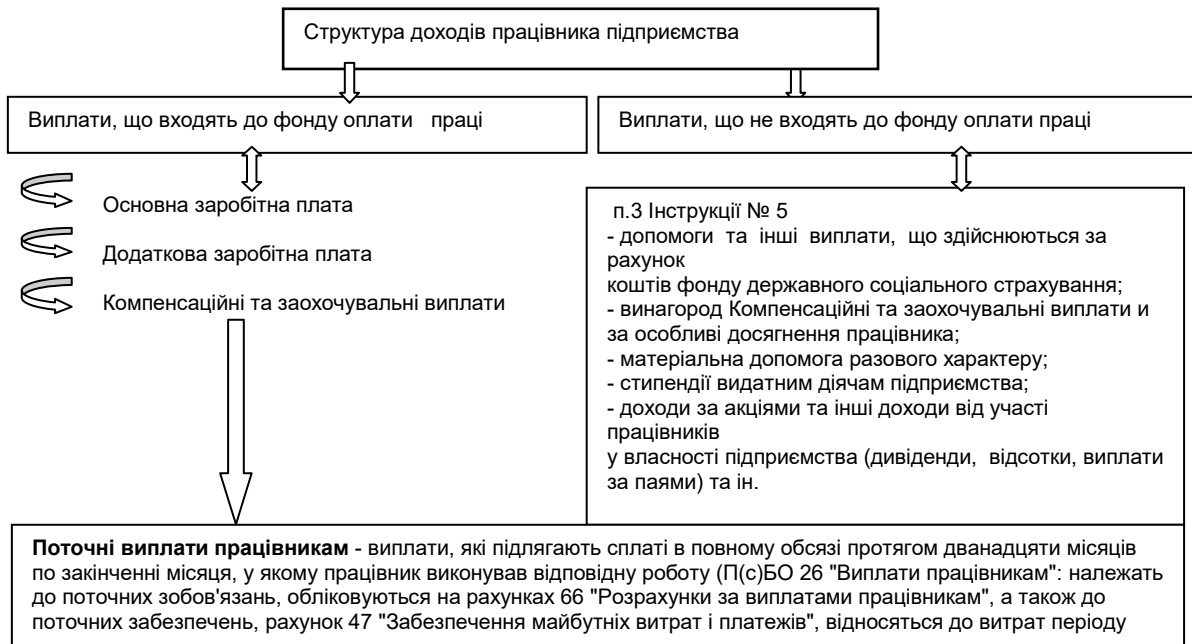 Структура доходів працівника підприємства
Виплати, що входять до фонду оплати праці
Виплати, що не входять до фонду оплати праці
Основна заробітна плата
Додаткова заробітна плата
Компенсаційні та заохочувальні виплати
п.3 Інструкції № 5
- допомоги та інші виплати, що здійснюються за
рахунок
коштів фонду державного соціального страхування;
- винагород Компенсаційні та заохочувальні виплати и
за особливі досягнення працівника;
- матеріальна допомога разового характеру;
- стипендії видатним діячам підприємства;
- доходи за акціями та інші доходи від участі
працівників
у власності підприємства (дивіденди, відсотки, виплати
за паями) та ін.
Поточні виплати працівникам - виплати, які підлягають сплаті в повному обсязі протягом дванадцяти місяців
по закінченні місяця, у якому працівник виконував відповідну роботу (П(с)БО 26 "Виплати працівникам": належать
до поточних зобов'язань, обліковуються на рахунках 66 "Розрахунки за виплатами працівникам", а також до
поточних забезпечень, рахунок 47 "Забезпечення майбутніх витрат і платежів", відносяться до витрат періоду